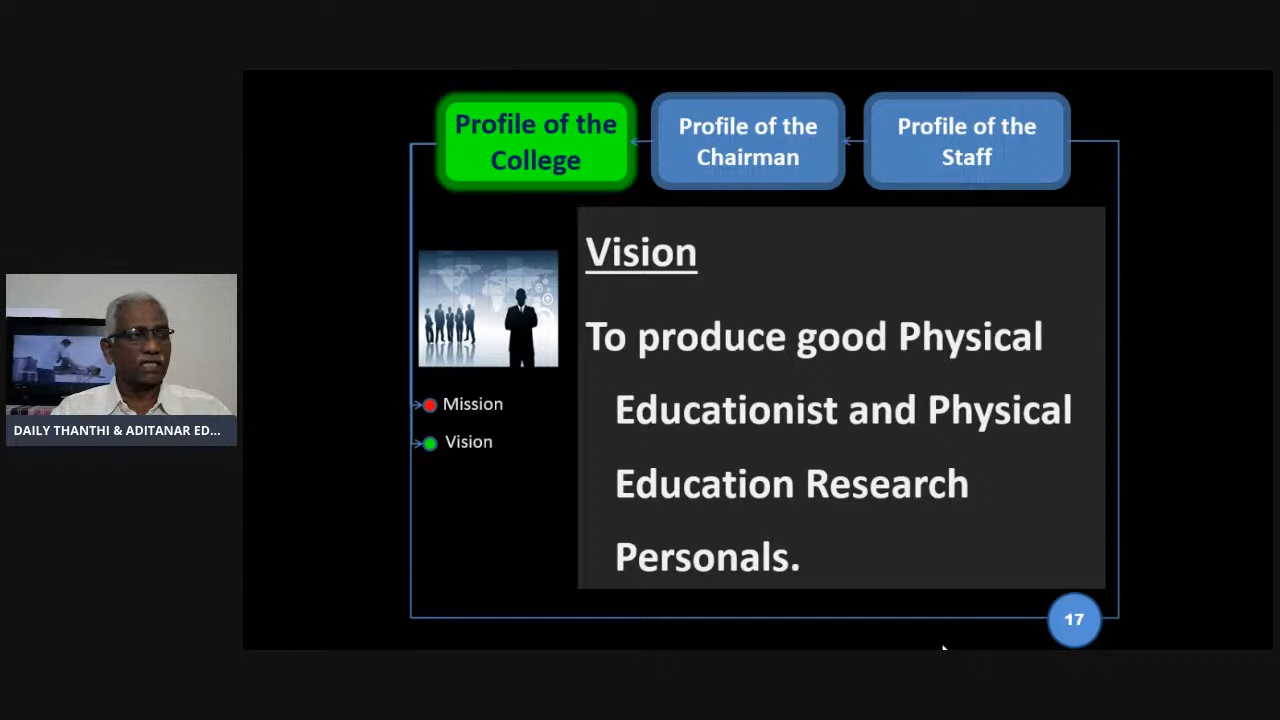 Profile of the
College
Profile of the
Chairman
Profile of the
Staff
Vision
To produce good Physical
Educationist and Physical
Education Research
Personals.
Mission
Vision
DAILY THANTHI & ADITANAR ED...
17